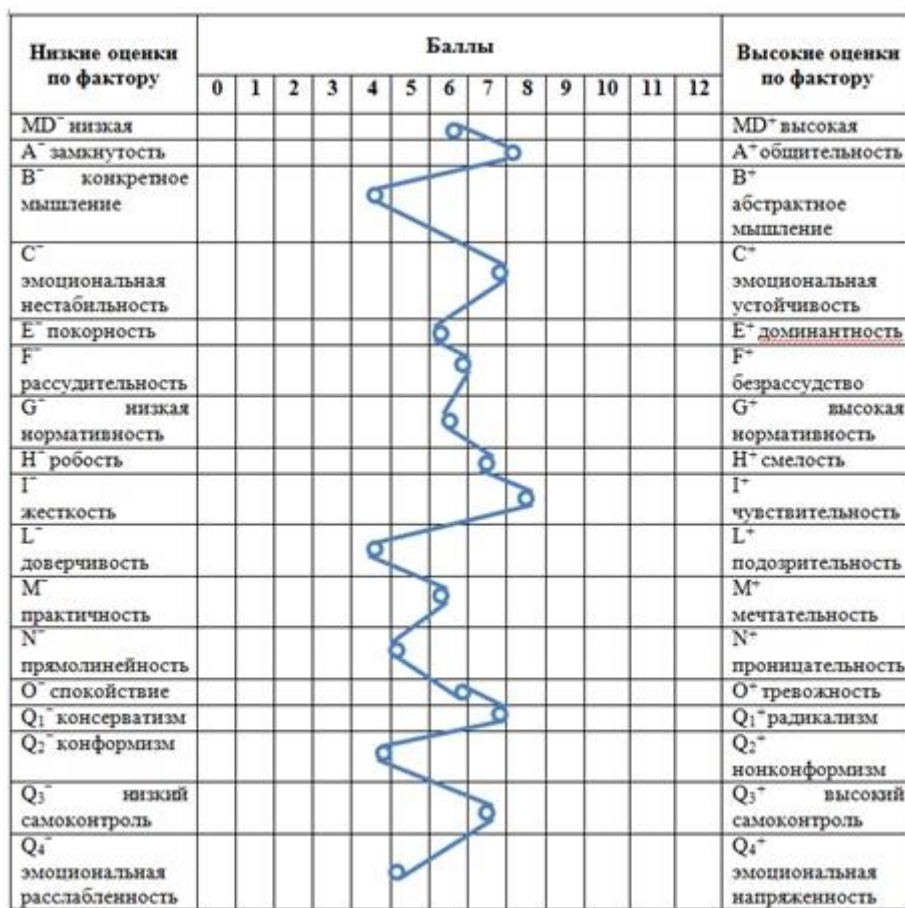 Низкие оценки
по фактору
Баллы
Высокие оценки
по фактору
0 1 2 3 4 5 6 7 8 9 10 11 12
MD⁻ низкая
MD⁺ высокая
A⁻ замкнутость
A⁺ общительность
B⁻ конкретное
мышление
B⁺
абстрактное
мышление
C⁻
эмоциональная
нестабильность
C⁺
эмоциональная
устойчивость
E⁻ покорность
E⁺ доминантность
F⁻
рассудительность
F⁺
безрассудство
G⁻ низкая
нормативность
G⁺ высокая
нормативность
H⁻ робость
H⁺ смелость
I⁻
жесткость
I⁺
чувствительность
L⁻
доверчивость
L⁺
подозрительность
M⁻
практичность
M⁺
мечтательность
N⁻
прямолинейность
N⁺
проницательность
O⁻ спокойствие
O⁺ тревожность
Q₁⁻ консерватизм
Q₁⁺ радикализм
Q₂⁻ конформизм
Q₂⁺
нонконформизм
Q₃⁻ низкий
самоконтроль
Q₃⁺ высокий
самоконтроль
Q₄⁻
эмоциональная
расслабленность
Q₄⁺
эмоциональная
напряженность